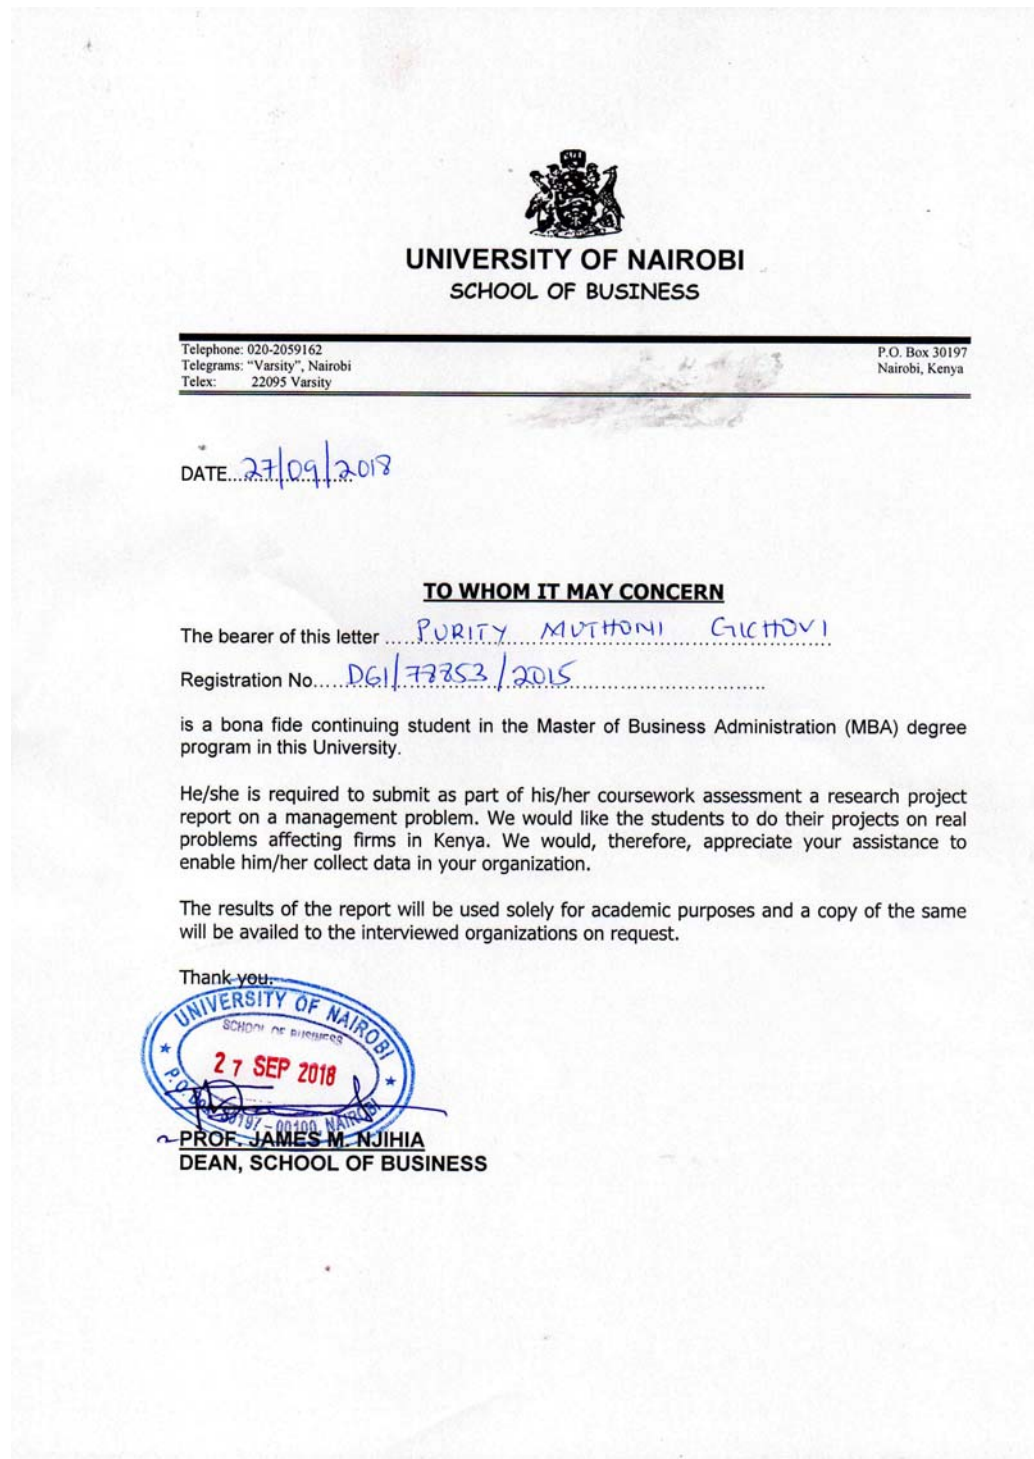 UNIVERSITY OF NAIROBI
SCHOOL OF BUSINESS
Telephone: 020-2059162
Telegrams: "Varsity", Nairobi
Telex: 22095 Varsity
P.O. Box 30197
Nairobi, Kenya
DATE...27/09/2018
TO WHOM IT MAY CONCERN
The bearer of this letter .....PURITY MUTHONI GICHOVI
Registration No.....D61/77853/2015
is a bona fide continuing student in the Master of Business Administration (MBA) degree
program in this University.
He/she is required to submit as part of his/her coursework assessment a research project
report on a management problem. We would like the students to do their projects on real
problems affecting firms in Kenya. We would, therefore, appreciate your assistance to
enable him/her collect data in your organization.
The results of the report will be used solely for academic purposes and a copy of the same
will be availed to the interviewed organizations on request.
Thank you.
UNIVERSITY OF NAIROBI
SCHOOL OF BUSINESS
27 SEP 2018
P.O. Box 30197 - 00100, NAIROBI
PROF. JAMES M. NJIHIA
DEAN, SCHOOL OF BUSINESS